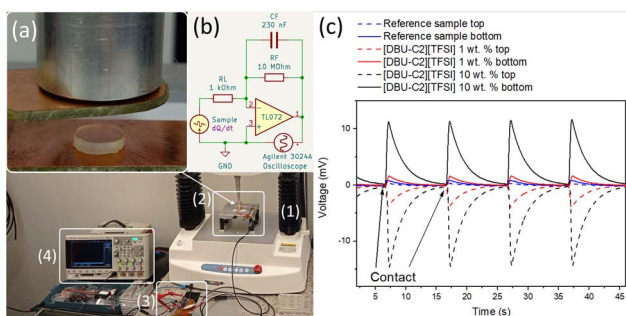 (a)
(b)
CF
230 nF
RF
10 MOhm
RL
1 kOhm
2
3
1
TL072
Sample
dQ/dt
GND
Agilent 3024A
Oscilloscope
(2)
(1)
(4)
(3)
(c)
Reference sample top
Reference sample bottom
[DBU-C2][TFSI] 1 wt. % top
[DBU-C2][TFSI] 1 wt. % bottom
[DBU-C2][TFSI] 10 wt. % top
[DBU-C2][TFSI] 10 wt. % bottom
Voltage (mV)
10
0
-10
Contact
5 10 15 20 25 30 35 40 45
Time (s)